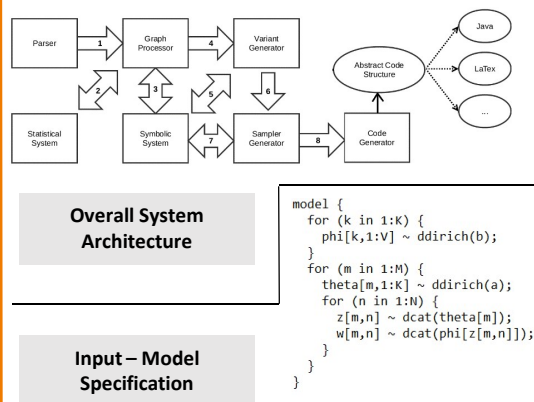 Parser
1
Graph
Processor
4
Variant
Generator
2
3
5
6
Statistical
System
Symbolic
System
7
Sampler
Generator
8
Code
Generator
Abstract Code
Structure
Java
LaTex
...
Overall System
Architecture
model {
for (k in 1:K) {
phi[k,1:V] ~ ddirich(b);
}
for (m in 1:M) {
theta[m,1:K] ~ ddirich(a);
for (n in 1:N) {
z[m,n] ~ dcat(theta[m]);
w[m,n] ~ dcat(phi[z[m,n]]);
}
}
}
Input – Model
Specification